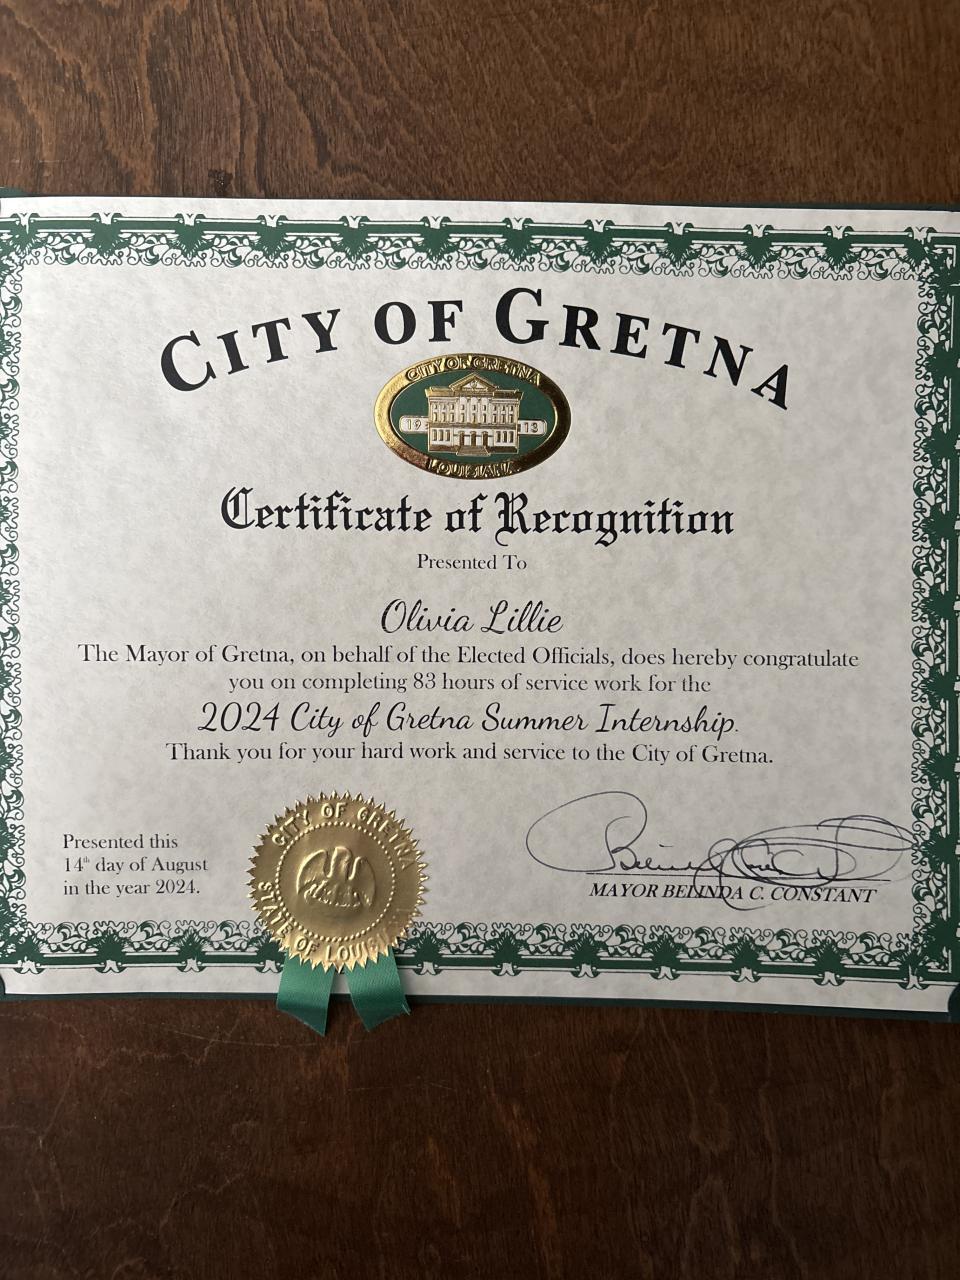 CITY OF GRETNA
CITY OF GRETNA
19 13
LOUISIANA
Certificate of Recognition
Presented To
Olivia Lillie
The Mayor of Gretna, on behalf of the Elected Officials, does hereby congratulate
you on completing 83 hours of service work for the
2024 City of Gretna Summer Internship.
Thank you for your hard work and service to the City of Gretna.
Presented this
14th day of August
in the year 2024.
CITY OF GRETNA
STATE OF LOUISIANA
MAYOR BELINDA C. CONSTANT